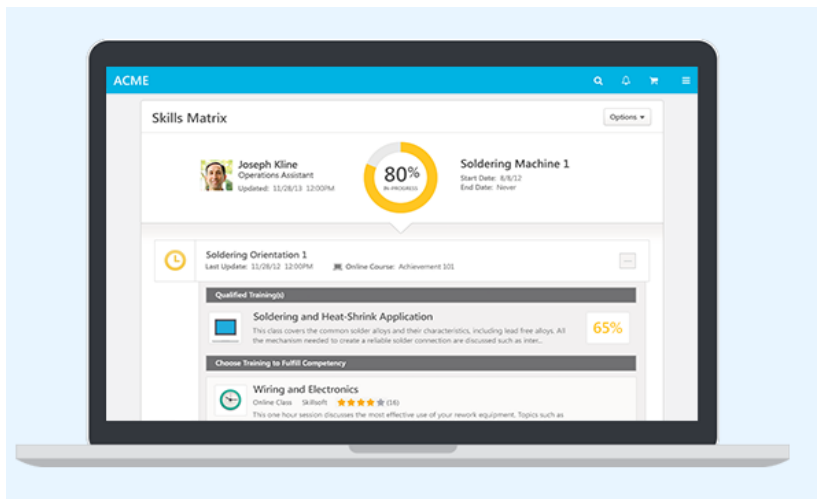 ACME
Skills Matrix
Options
Joseph Kline
Operations Assistant
Updated: 11/28/13 12:00PM
80%
IN-PROGRESS
Soldering Machine 1
Start Date: 8/8/12
End Date: Never
Soldering Orientation 1
Last Update: 11/28/12 12:00PM Online Course: Achievement 101
Qualified Training(s)
Soldering and Heat-Shrink Application
This class covers the common solder alloys and their characteristics, including lead free alloys. All
the mechanism needed to create a reliable solder connection are discussed such as inter...
65%
Choose Training to Fulfill Competency
Wiring and Electronics
Online Class Skillsoft (16)
This one hour session discusses the most effective use of your rework equipment. Topics such as